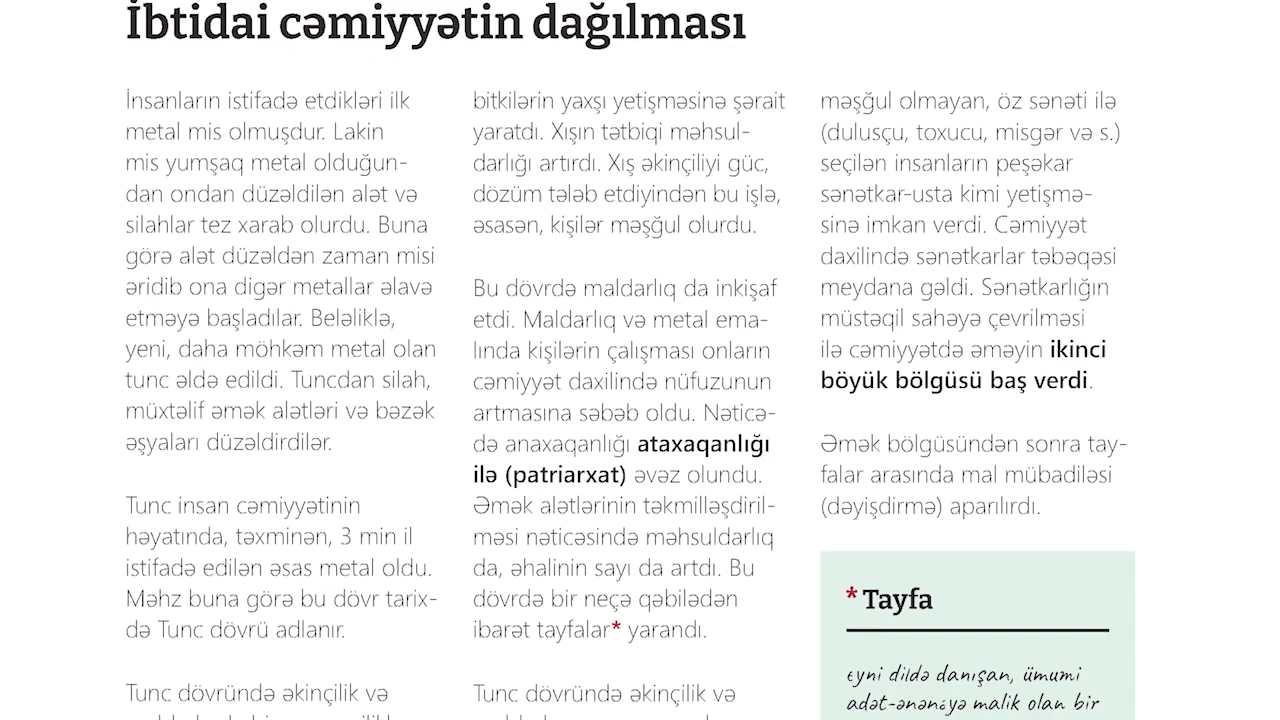 İbtidai cəmiyyətin dağılması
İnsanların istifadə etdikləri ilk
metal mis olmuşdur. Lakin
mis yumşaq metal olduğun-
dan ondan düzəldilən alət və
silahlar tez xarab olurdu. Buna
görə alət düzəldən zaman misi
əridib ona digər metallar əlavə
etməyə başladılar. Beləliklə,
yeni, daha möhkəm metal olan
tunc əldə edildi. Tuncdan silah,
müxtəlif əmək alətləri və bəzək
əşyaları düzəldirdilər.
Tunc insan cəmiyyətinin
həyatında, təxminən, 3 min il
istifadə edilən əsas metal oldu.
Məhz buna görə bu dövr tarix-
də Tunc dövrü adlanır.
Tunc dövründə əkinçilik və
bitkilərin yaxşı yetişməsinə şərait
yaratdı. Xışın tətbiqi məhsul-
darlığı artırdı. Xış əkinçiliyi güc,
dözüm tələb etdiyindən bu işlə,
əsasən, kişilər məşğul olurdu.
Bu dövrdə maldarlıq da inkişaf
etdi. Maldarlıq və metal ema-
lında kişilərin çalışması onların
cəmiyyət daxilində nüfuzunun
artmasına səbəb oldu. Nəticə-
də anaxaqanlığı ataxaqanlığı
ilə (patriarxat) əvəz olundu.
Əmək alətlərinin təkmilləşdiril-
məsi nəticəsində məhsuldarlıq
da, əhalinin sayı da artdı. Bu
dövrdə bir neçə qəbilədən
ibarət tayfalar* yarandı.
Tunc dövründə əkinçilik və
məşğul olmayan, öz sənəti ilə
(dulusçu, toxucu, misgər və s.)
seçilən insanların peşəkar
sənətkar-usta kimi yetişmə-
sinə imkan verdi. Cəmiyyət
daxilində sənətkarlar təbəqəsi
meydana gəldi. Sənətkarlığın
müstəqil sahəyə çevrilməsi
ilə cəmiyyətdə əməyin ikinci
böyük bölgüsü baş verdi.
Əmək bölgüsündən sonra tay-
falar arasında mal mübadiləsi
(dəyişdirmə) aparılırdı.
* Tayfa
eyni dildə danışan, ümumi
adət-ənənəyə malik olan bir